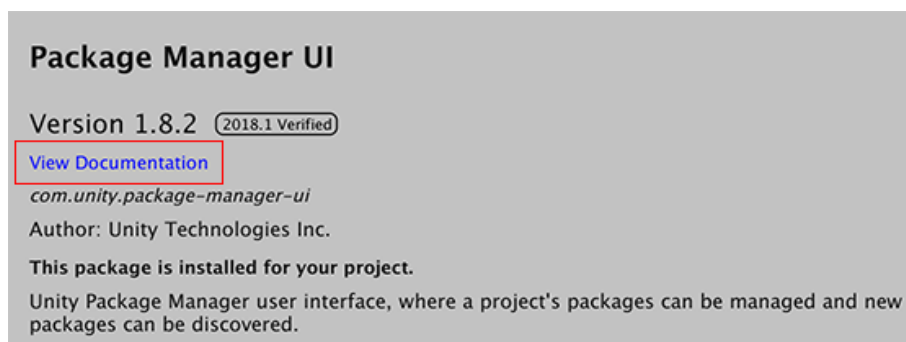 Package Manager UI
Version 1.8.2 2018.1 Verified
View Documentation
com.unity.package-manager-ui
Author: Unity Technologies Inc.
This package is installed for your project.
Unity Package Manager user interface, where a project's packages can be managed and new
packages can be discovered.